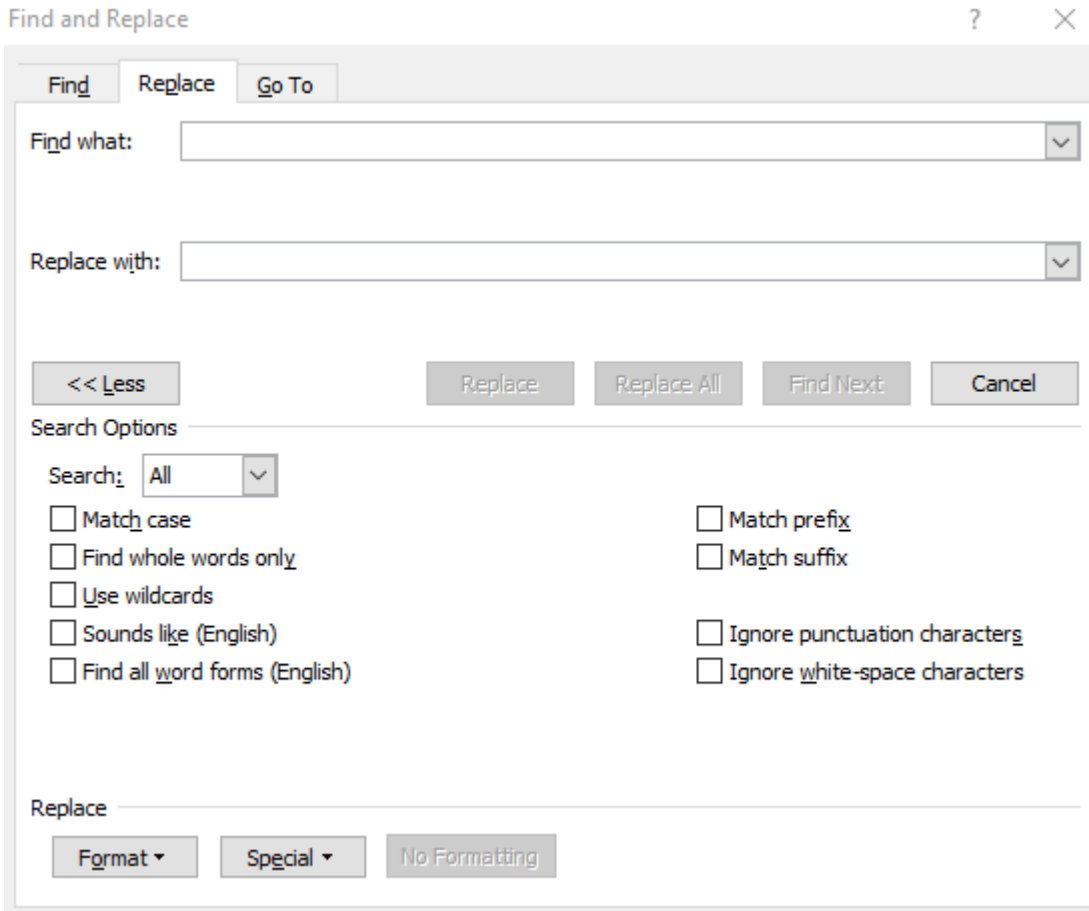 Find and Replace ?
Find Replace Go To
Find what:
Replace with:
<< Less Replace Replace All Find Next Cancel
Search Options
Search: All
Match case Match prefix
Find whole words only Match suffix
Use wildcards
Sounds like (English) Ignore punctuation characters
Find all word forms (English) Ignore white-space characters
Replace
Format Special No Formatting